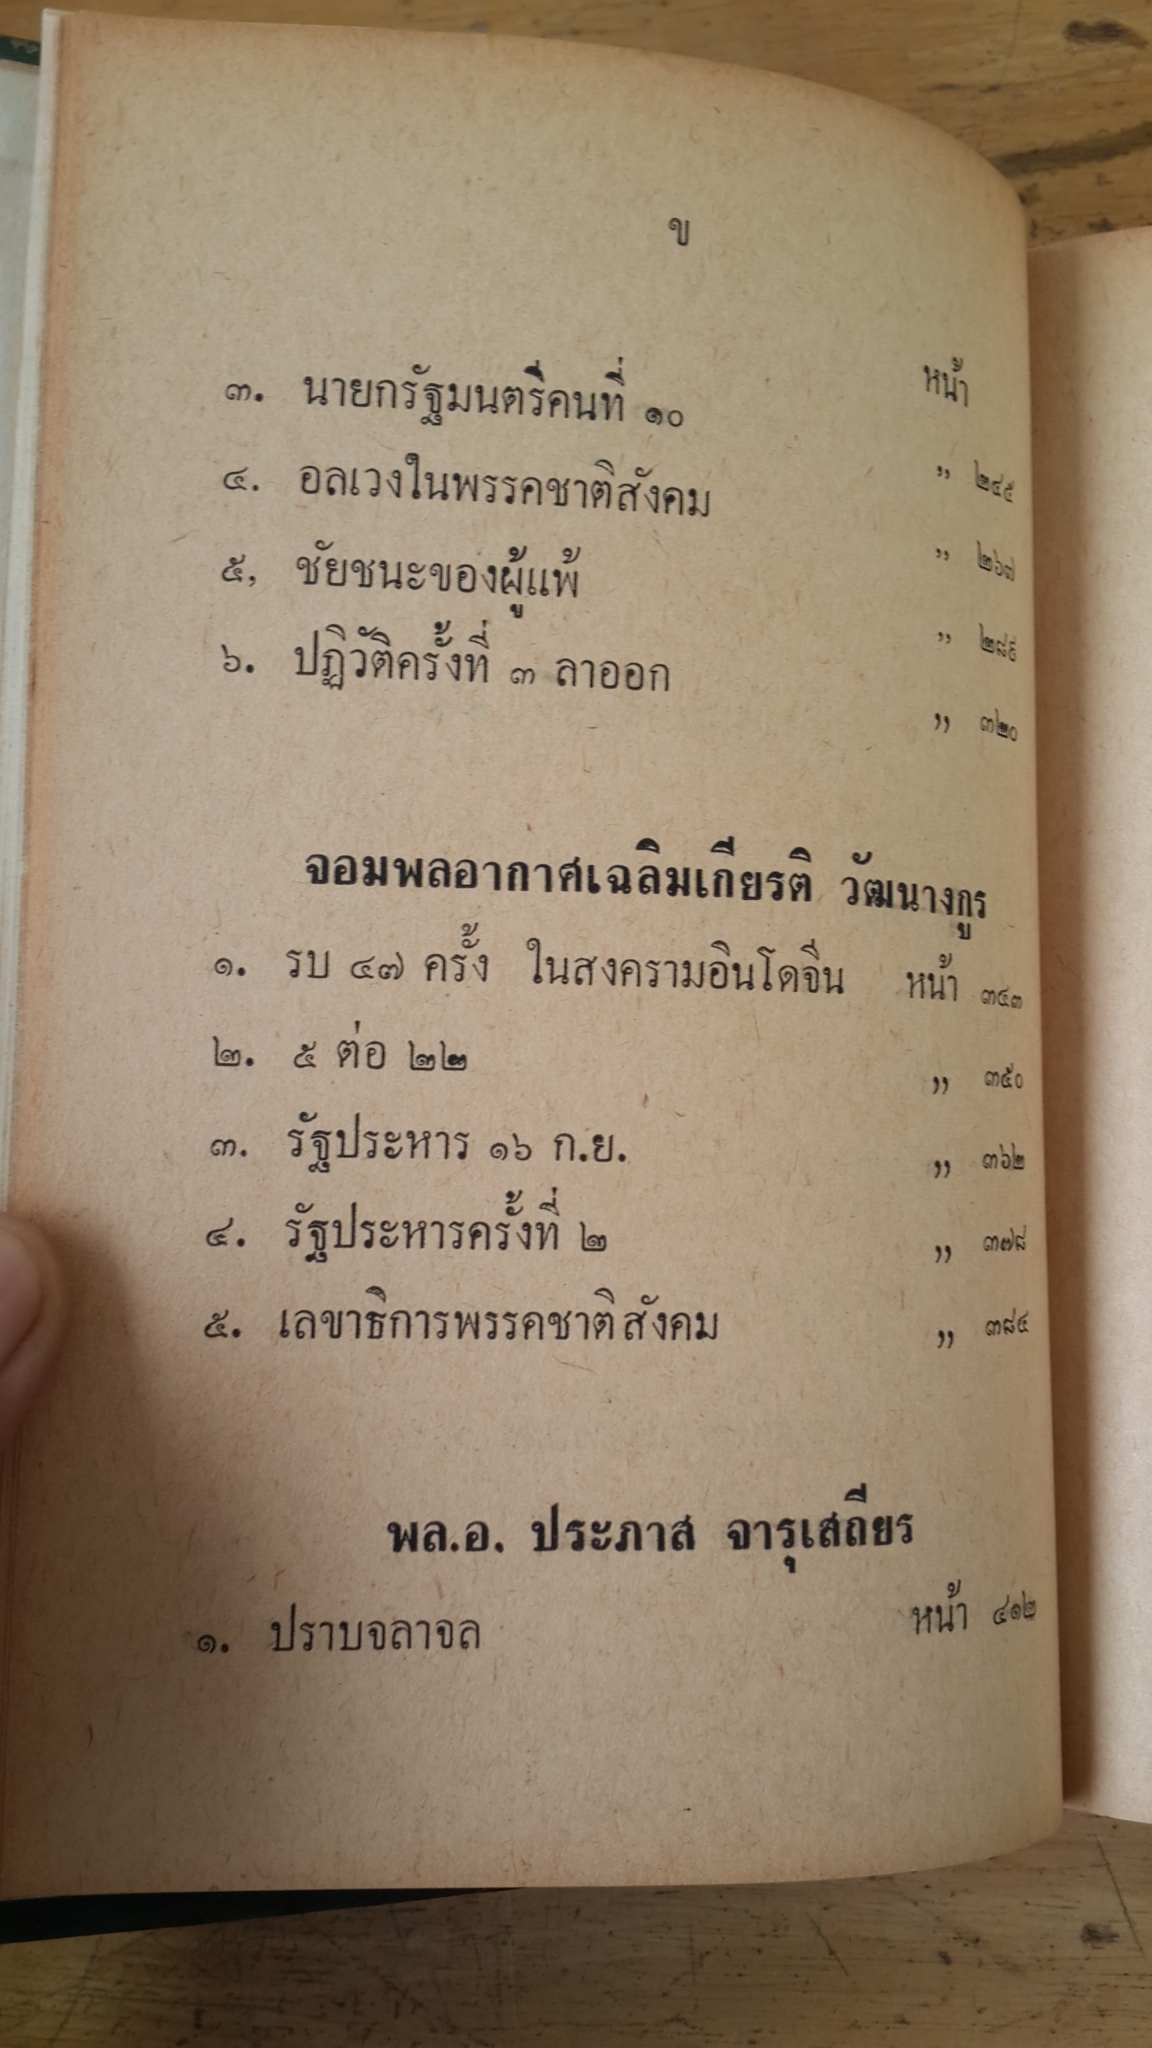 ข
หน้า
๓. นายกรัฐมนตรีคนที่ ๑๐ ” ๒๔๕
๔. อลเวงในพรรคชาติสังคม ” ๒๖๗
๕, ชัยชนะของผู้แพ้ ” ๒๘๙
๖. ปฏิวัติครั้งที่ ๓ ลาออก ” ๓๒๐
จอมพลอากาศเฉลิมเกียรติ วัฒนางกูร
๑. รบ ๔๗ ครั้ง ในสงครามอินโดจีน หน้า ๓๔๓
๒. ๕ ต่อ ๒๒ ” ๓๕๐
๓. รัฐประหาร ๑๖ ก.ย. ” ๓๖๒
๔. รัฐประหารครั้งที่ ๒ ” ๓๗๘
๕. เลขาธิการพรรคชาติสังคม ” ๓๘๔
พล.อ. ประภาส จารุเสถียร
๑. ปราบจลาจล หน้า ๔๑๒